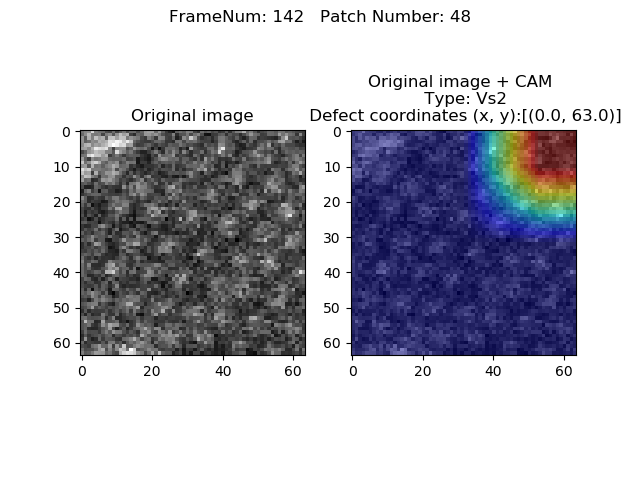 FrameNum: 142   Patch Number: 48
Original image
0
10
20
30
40
50
60
0 20 40 60
Original image + CAM
Type: Vs2
Defect coordinates (x, y):[(0.0, 63.0)]
0
10
20
30
40
50
60
0 20 40 60